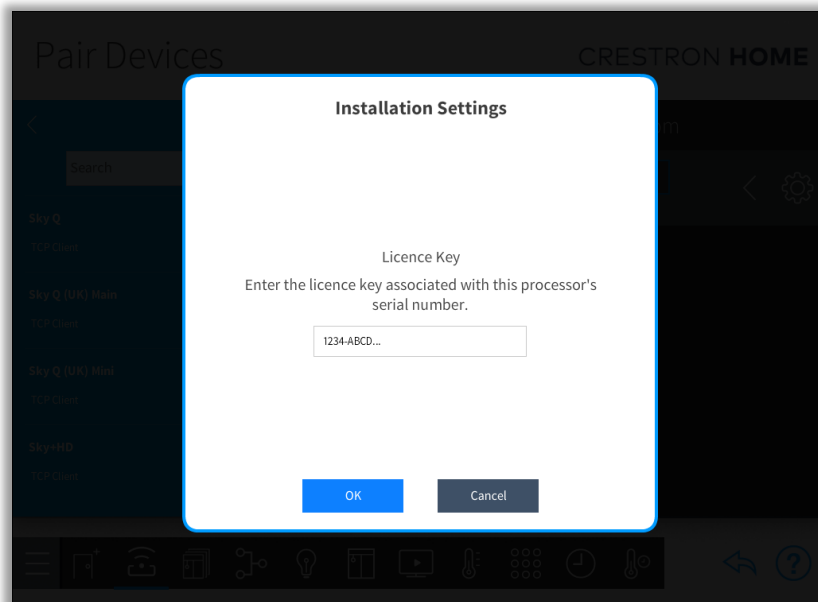 Pair Devices
CRESTRON HOME
Installation Settings
Search
Sky Q
TCP Client
Sky Q (UK) Main
TCP Client
Sky Q (UK) Mini
TCP Client
Sky+HD
TCP Client
Licence Key
Enter the licence key associated with this processor's
serial number.
1234-ABCD...
OK
Cancel